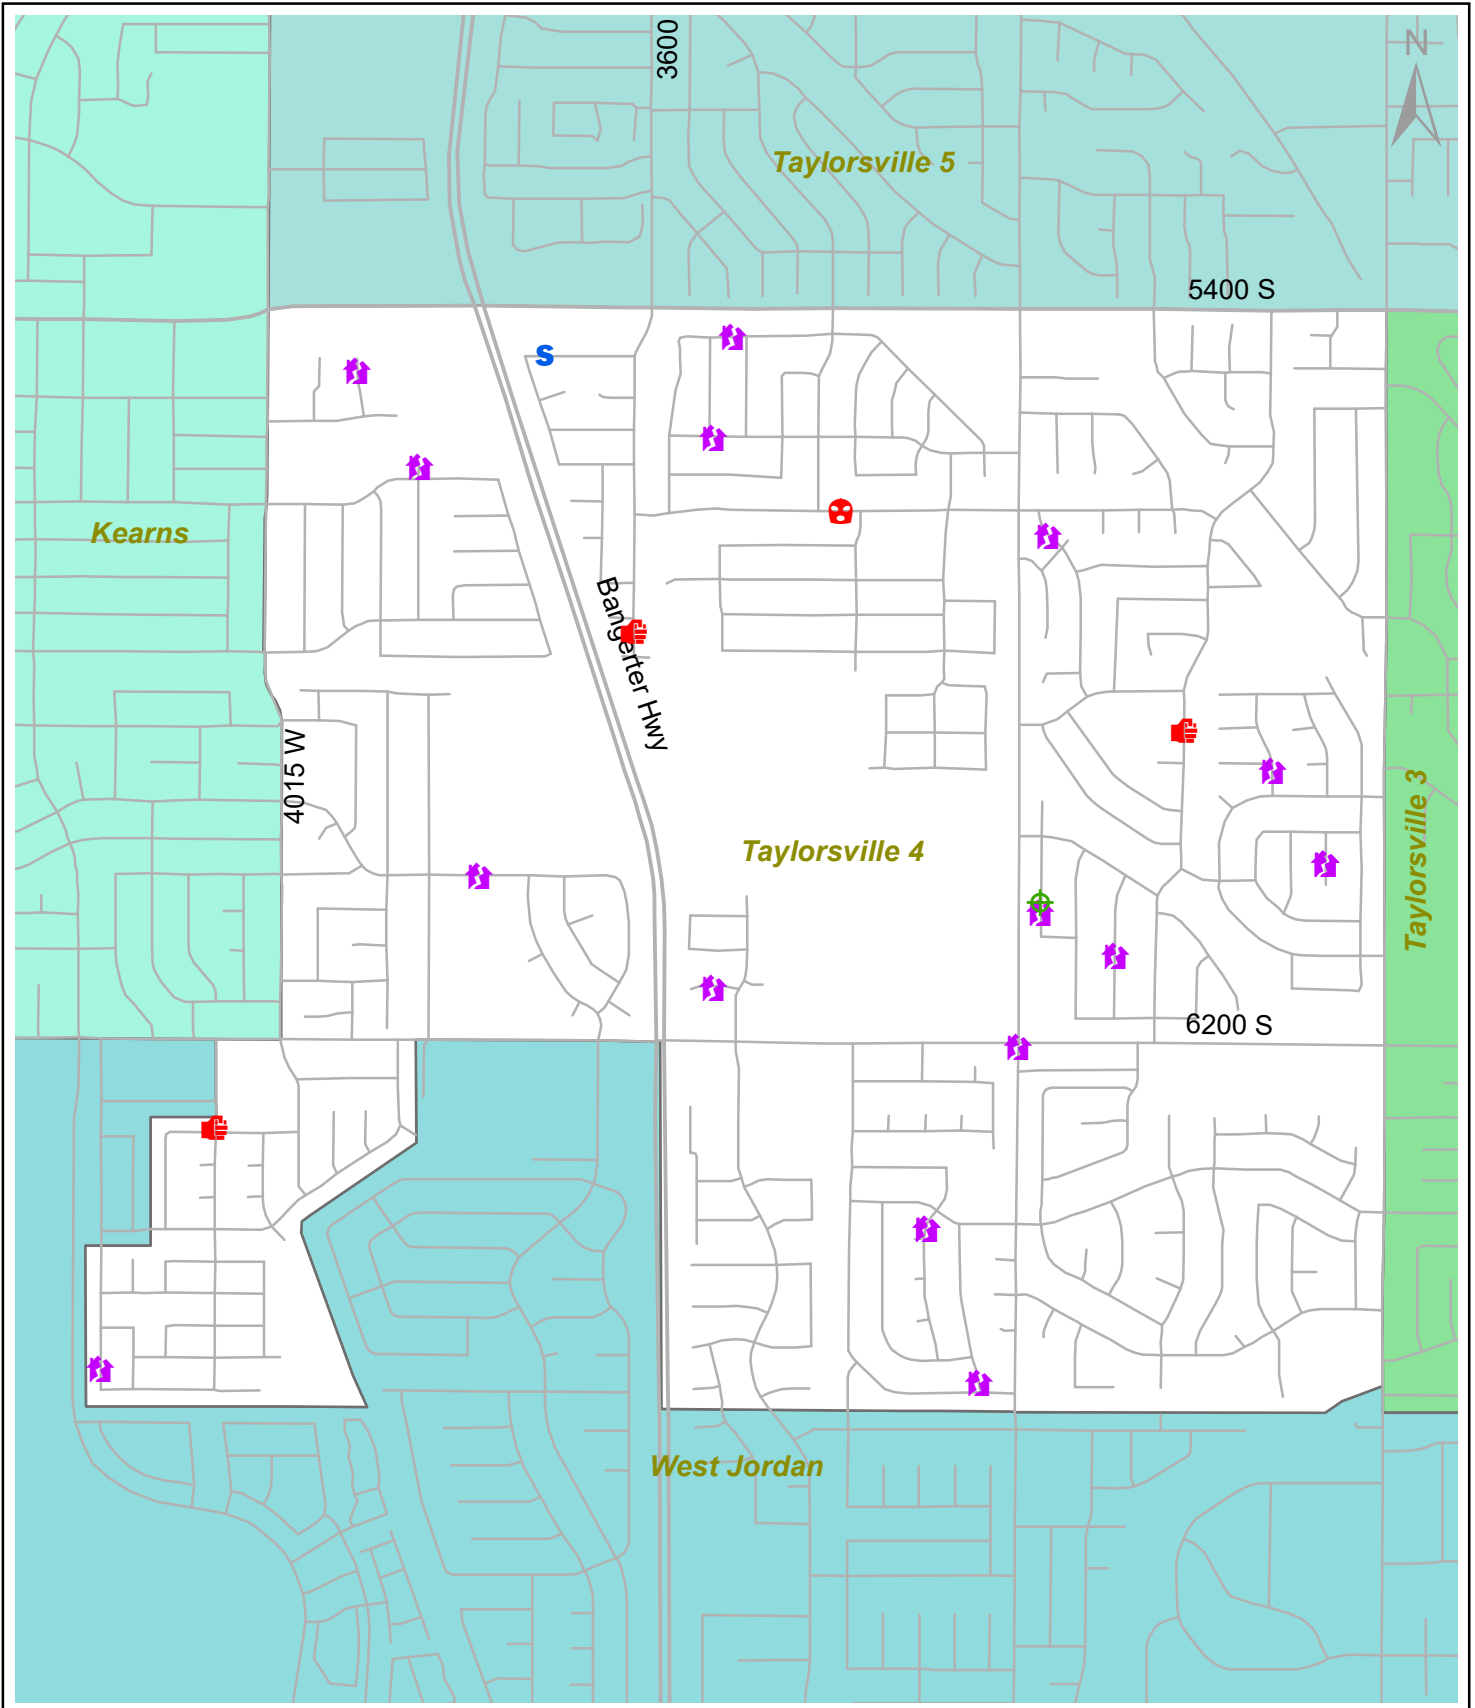 3600
N
Taylorsville 5
5400 S
S
Kearns
Bangerter Hwy
4015 W
Taylorsville 4
Taylorsville 3
6200 S
West Jordan